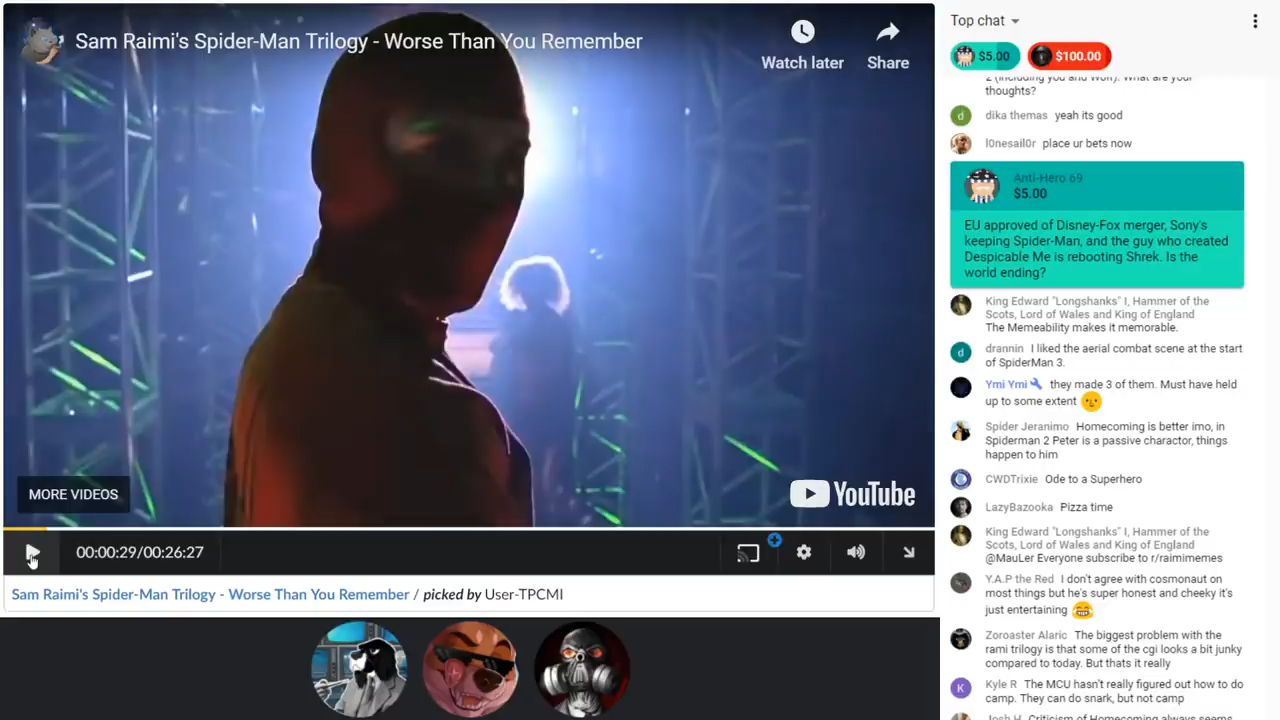 Sam Raimi's Spider-Man Trilogy - Worse Than You Remember
Watch later
Share
MORE VIDEOS
YouTube
00:00:29/00:26:27
Sam Raimi's Spider-Man Trilogy - Worse Than You Remember / picked by User-TPCMI
Top chat
$5.00
$100.00
2 (including you and Wolf). What are your
thoughts?
d
dika themas yeah its good
l0nesail0r place ur bets now
Anti-Hero 69
$5.00
EU approved of Disney-Fox merger, Sony's
keeping Spider-Man, and the guy who created
Despicable Me is rebooting Shrek. Is the
world ending?
King Edward "Longshanks" I, Hammer of the
Scots, Lord of Wales and King of England
The Memeability makes it memorable.
d
drannin I liked the aerial combat scene at the start
of SpiderMan 3.
Ymi Ymi they made 3 of them. Must have held
up to some extent
Spider Jeranimo Homecoming is better imo, in
Spiderman 2 Peter is a passive charactor, things
happen to him
CWDTrixie Ode to a Superhero
LazyBazooka Pizza time
King Edward "Longshanks" I, Hammer of the
Scots, Lord of Wales and King of England
@MauLer Everyone subscribe to r/raimimemes
Y.A.P the Red I don't agree with cosmonaut on
most things but he's super honest and cheeky it's
just entertaining
Zoroaster Alaric The biggest problem with the
rami trilogy is that some of the cgi looks a bit junky
compared to today. But thats it really
K
Kyle R The MCU hasn't really figured out how to do
camp. They can do snark, but not camp
Josh H Criticism of Homecoming always seems